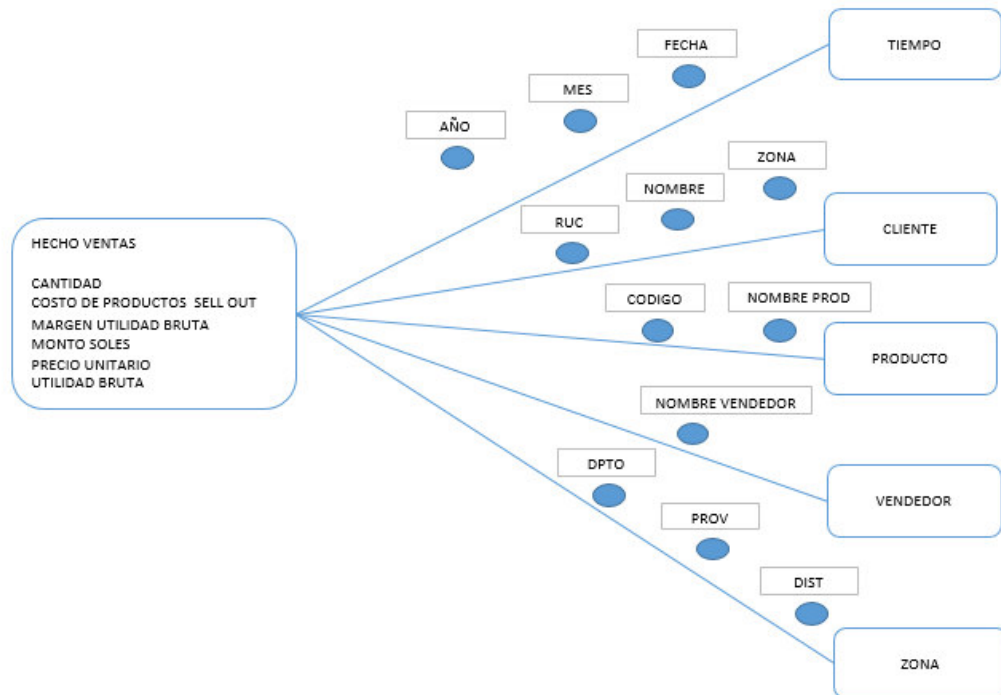 FECHA
TIEMPO
MES
AÑO
ZONA
NOMBRE
RUC
CLIENTE
HECHO VENTAS
CANTIDAD
COSTO DE PRODUCTOS SELL OUT
MARGEN UTILIDAD BRUTA
MONTO SOLES
PRECIO UNITARIO
UTILIDAD BRUTA
CODIGO
NOMBRE PROD
PRODUCTO
NOMBRE VENDEDOR
DPTO
VENDEDOR
PROV
DIST
ZONA